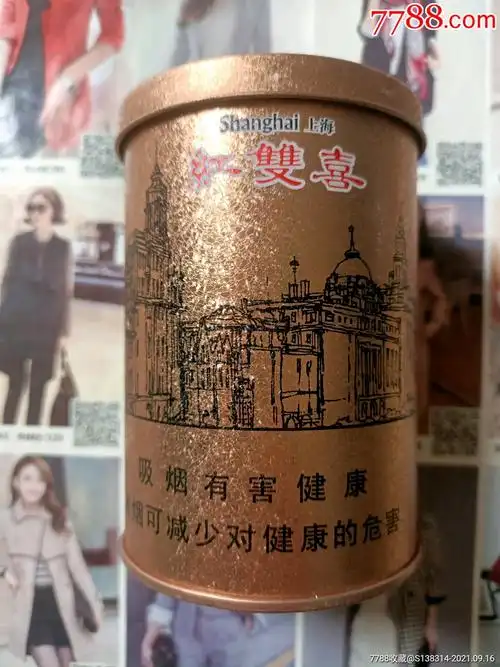 7788.com
Shanghai 上海
红雙喜
吸烟有害健康
烟可减少对健康的危害
7788收藏@S138314-2021.09.16